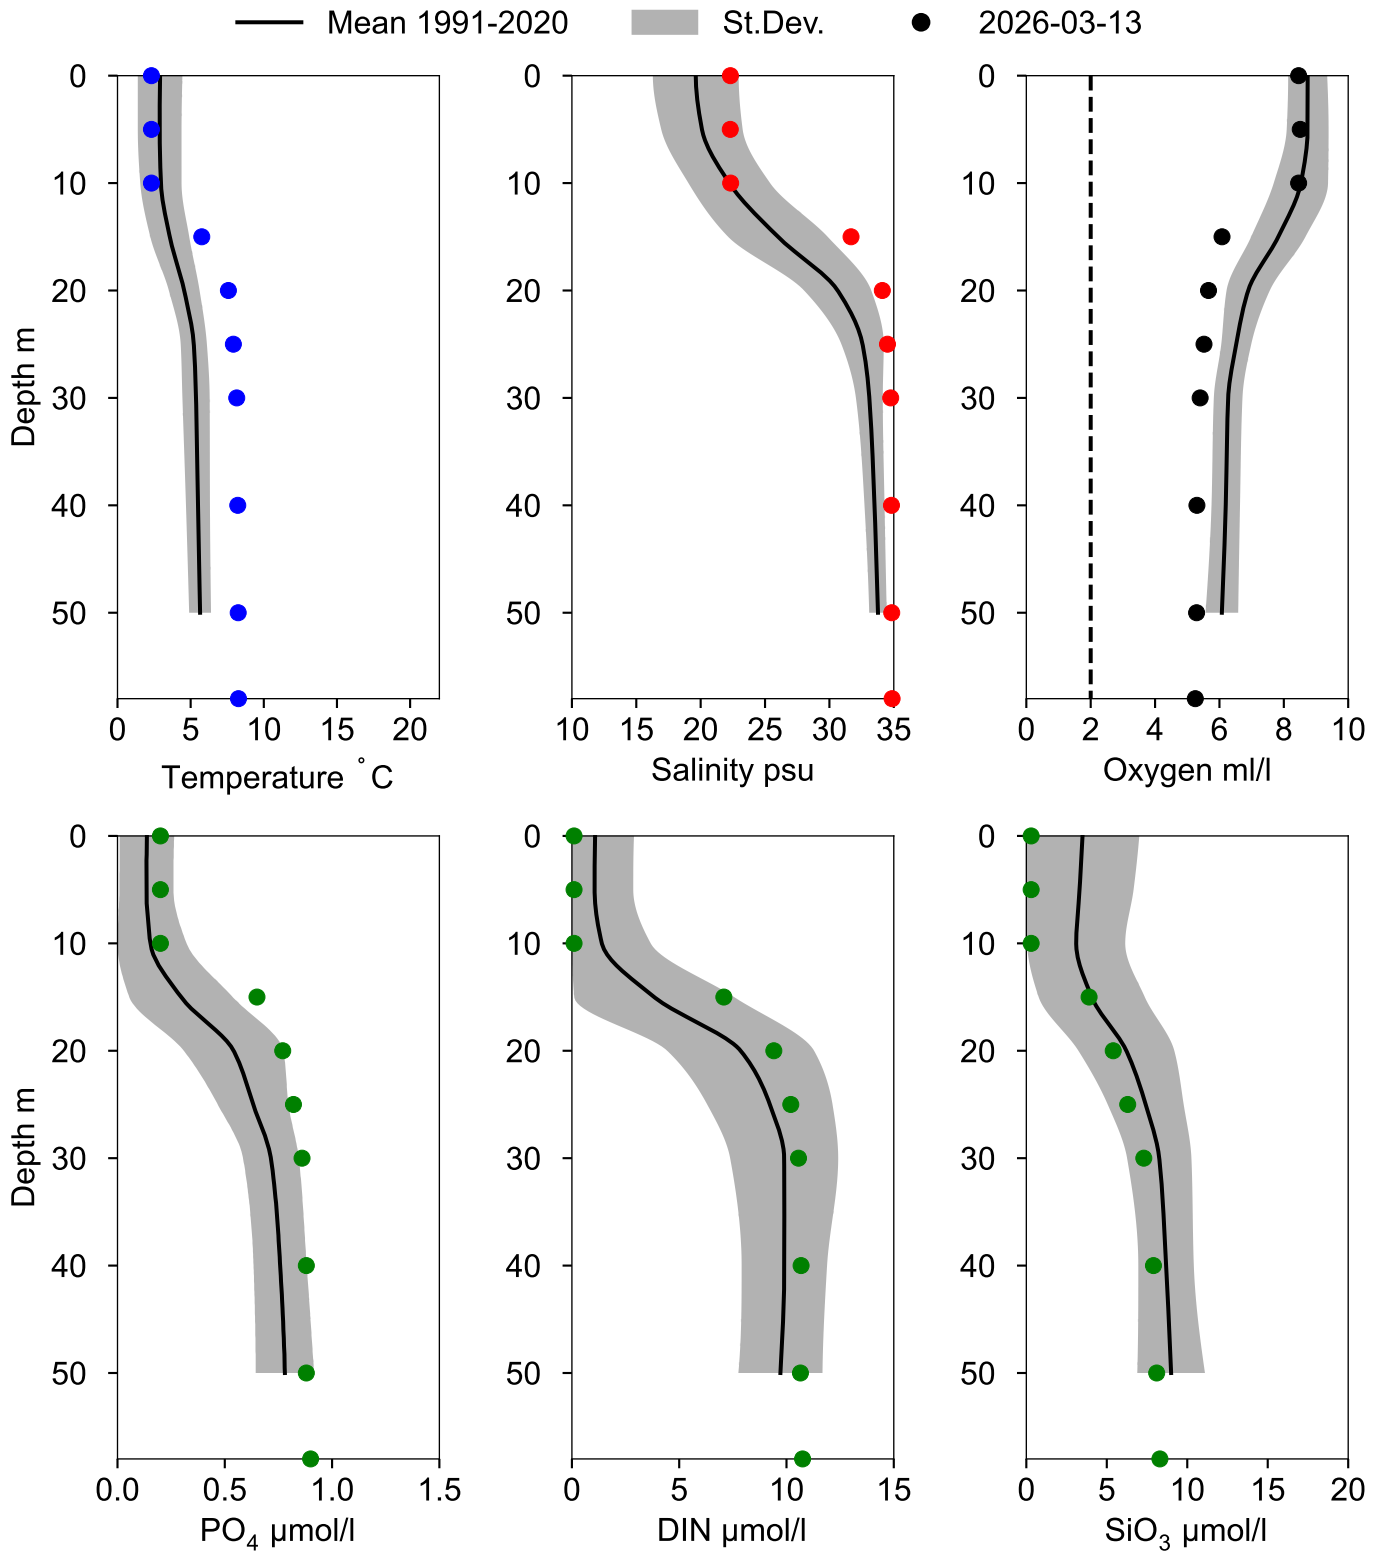 Mean 1991-2020 St.Dev. 2026-03-13
0 0 0
10 10 10
20 20 20
30 30 30
40 40 40
50 50 50
Depth m
0 5 10 15 20 10 15 20 25 30 35 0 2 4 6 8 10
Temperature °C Salinity psu Oxygen ml/l
0 0 0
10 10 10
20 20 20
30 30 30
40 40 40
50 50 50
Depth m
0.0 0.5 1.0 1.5 0 5 10 15 0 5 10 15 20
PO₄ µmol/l DIN µmol/l SiO₃ µmol/l